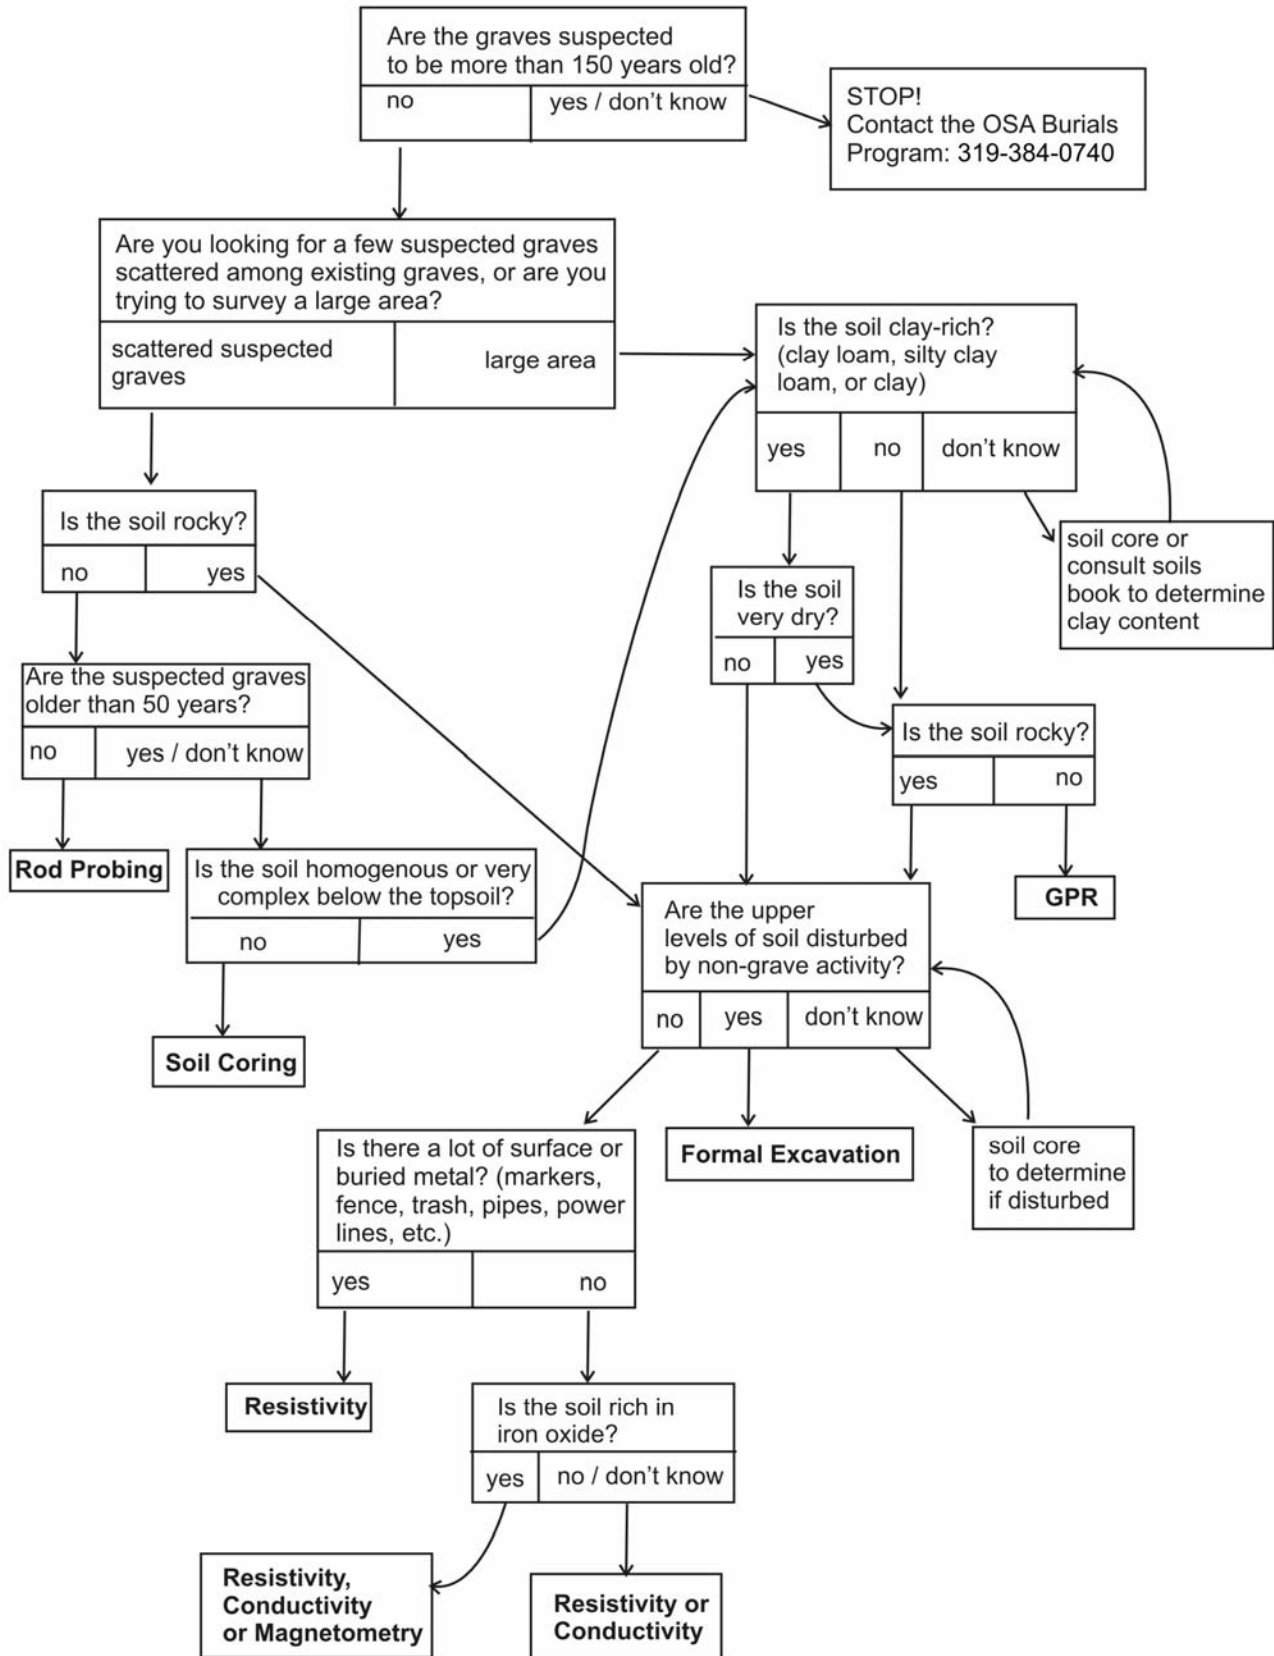 Are the graves suspected
to be more than 150 years old?
no
yes / don't know
STOP!
Contact the OSA Burials
Program: 319-384-0740
Are you looking for a few suspected graves
scattered among existing graves, or are you
trying to survey a large area?
scattered suspected
graves
large area
Is the soil clay-rich?
(clay loam, silty clay
loam, or clay)
yes
no
don't know
soil core or
consult soils
book to determine
clay content
Is the soil rocky?
no
yes
Is the soil
very dry?
no
yes
Are the suspected graves
older than 50 years?
no
yes / don't know
Is the soil rocky?
yes
no
Rod Probing
Is the soil homogenous or very
complex below the topsoil?
no
yes
GPR
Are the upper
levels of soil disturbed
by non-grave activity?
no
yes
don't know
Soil Coring
Is there a lot of surface or
buried metal? (markers,
fence, trash, pipes, power
lines, etc.)
yes
no
Formal Excavation
soil core
to determine
if disturbed
Resistivity
Is the soil rich in
iron oxide?
yes
no / don't know
Resistivity,
Conductivity
or Magnetometry
Resistivity or
Conductivity